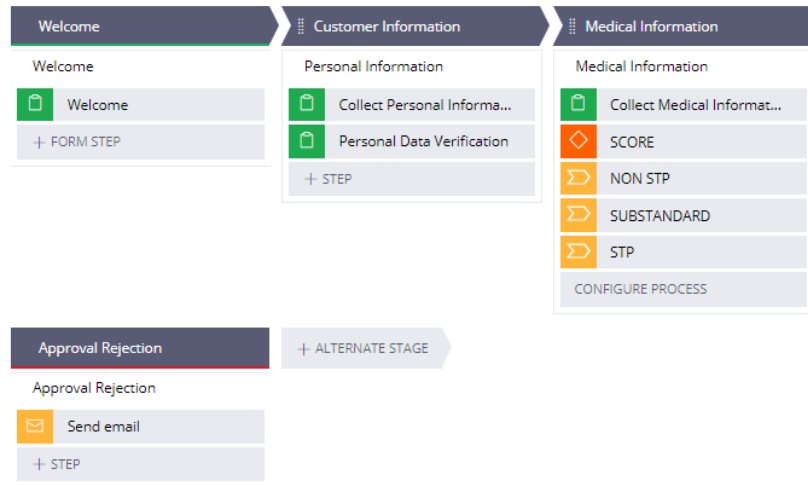 Welcome
Customer Information
Medical Information
Welcome
Personal Information
Medical Information
Welcome
Collect Personal Informa...
Collect Medical Informat...
+ FORM STEP
Personal Data Verification
SCORE
+ STEP
NON STP
SUBSTANDARD
STP
CONFIGURE PROCESS
Approval Rejection
+ ALTERNATE STAGE
Approval Rejection
Send email
+ STEP